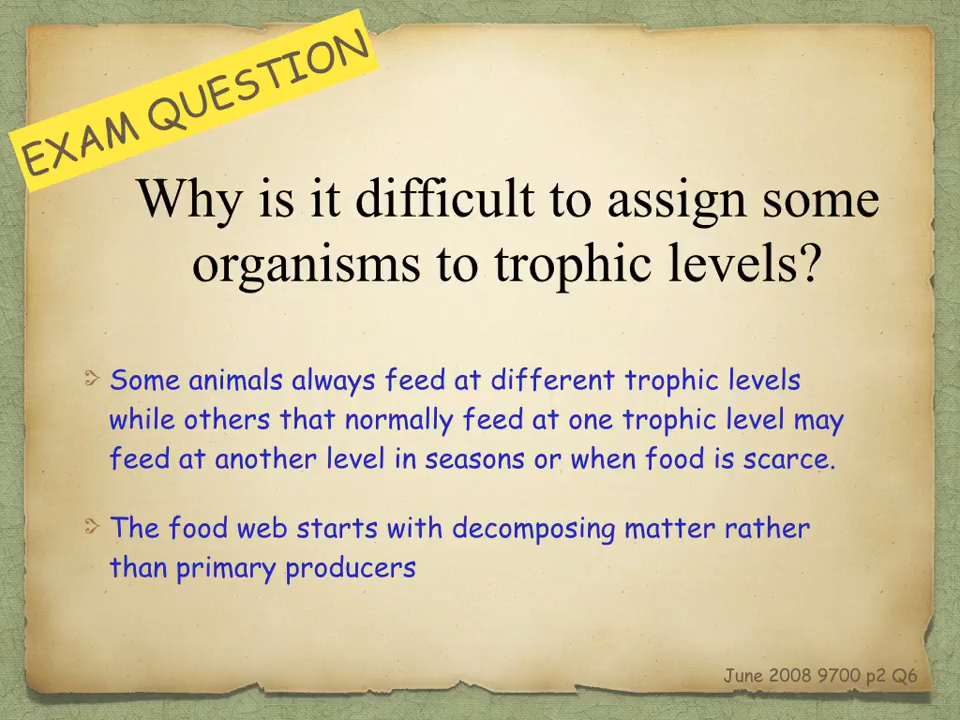 EXAM QUESTION
Why is it difficult to assign some
organisms to trophic levels?
Some animals always feed at different trophic levels
while others that normally feed at one trophic level may
feed at another level in seasons or when food is scarce.
The food web starts with decomposing matter rather
than primary producers
June 2008 9700 p2 Q6